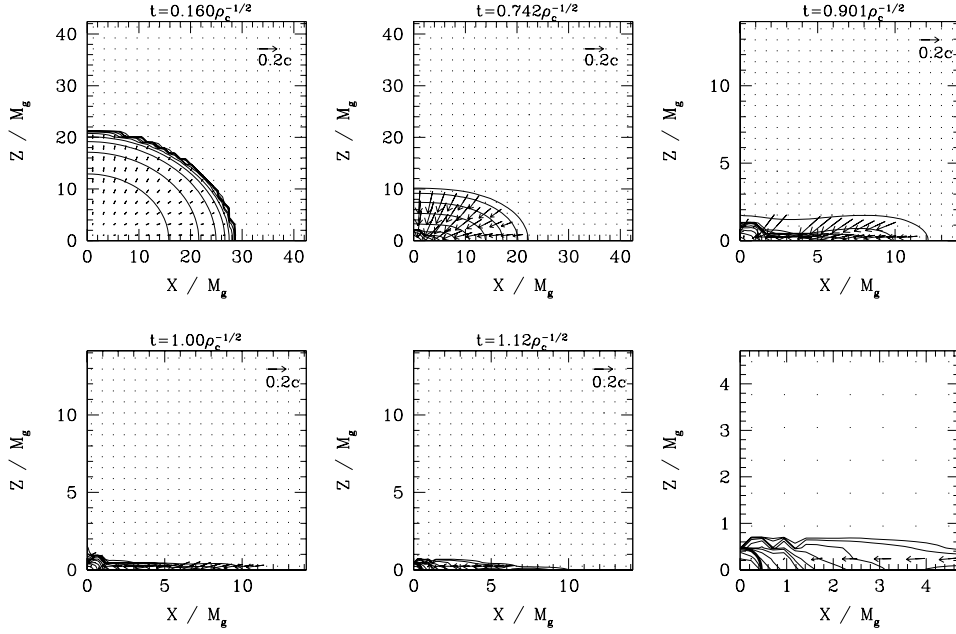 t=0.160ρc^-1/2
40
30
20
10
0
0 10 20 30 40
Z / Mg
X / Mg
0.2c
t=0.742ρc^-1/2
40
30
20
10
0
0 10 20 30 40
Z / Mg
X / Mg
0.2c
t=0.901ρc^-1/2
10
5
0
0 5 10
Z / Mg
X / Mg
0.2c
t=1.00ρc^-1/2
10
5
0
0 5 10
Z / Mg
X / Mg
0.2c
t=1.12ρc^-1/2
10
5
0
0 5 10
Z / Mg
X / Mg
0.2c
4
3
2
1
0
0 1 2 3 4
Z / Mg
X / Mg